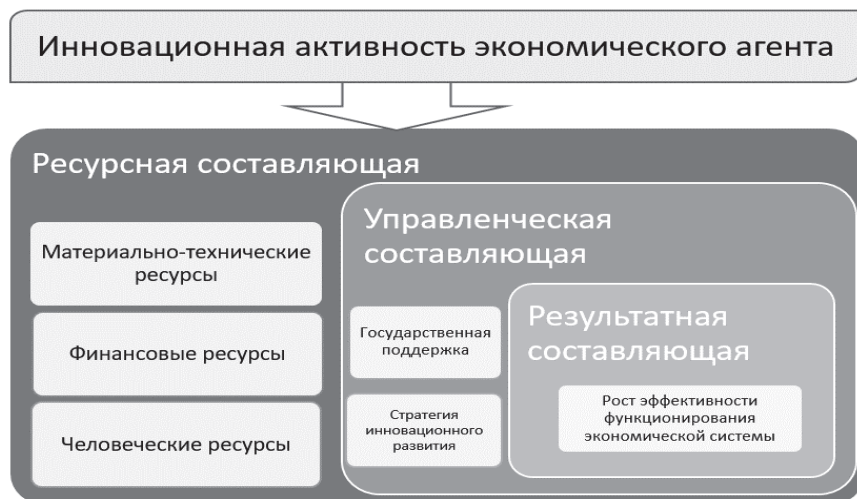 Инновационная активность экономического агента
Ресурсная составляющая
Материально-технические
ресурсы
Финансовые ресурсы
Человеческие ресурсы
Управленческая
составляющая
Государственная
поддержка
Стратегия
инновационного
развития
Результатная
составляющая
Рост эффективности
функционирования
экономической системы